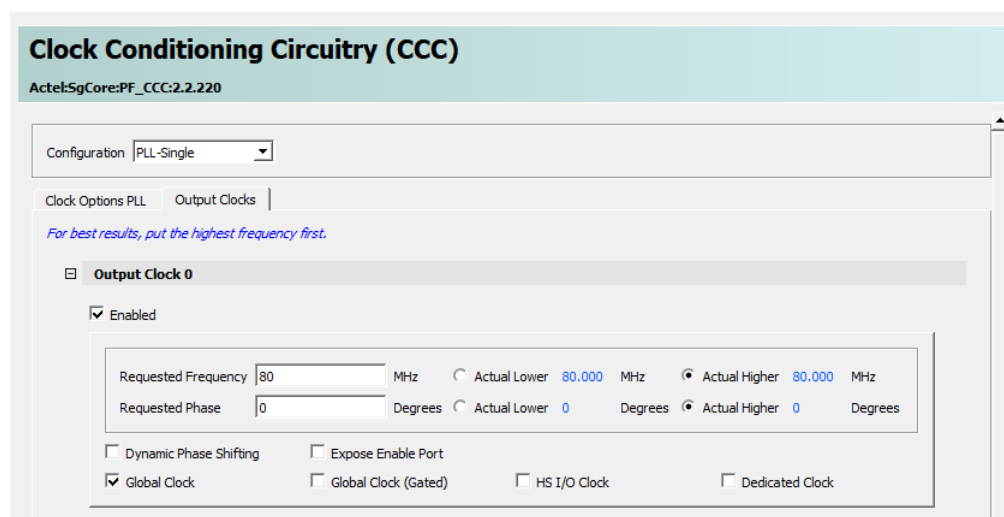 Clock Conditioning Circuitry (CCC)
Actel:SgCore:PF_CCC:2.2.220
Configuration PLL-Single
Clock Options PLL Output Clocks
For best results, put the highest frequency first.
Output Clock 0
Enabled
Requested Frequency 80 MHz Actual Lower 80.000 MHz Actual Higher 80.000 MHz
Requested Phase 0 Degrees Actual Lower 0 Degrees Actual Higher 0 Degrees
Dynamic Phase Shifting Expose Enable Port
Global Clock Global Clock (Gated) HS I/O Clock Dedicated Clock